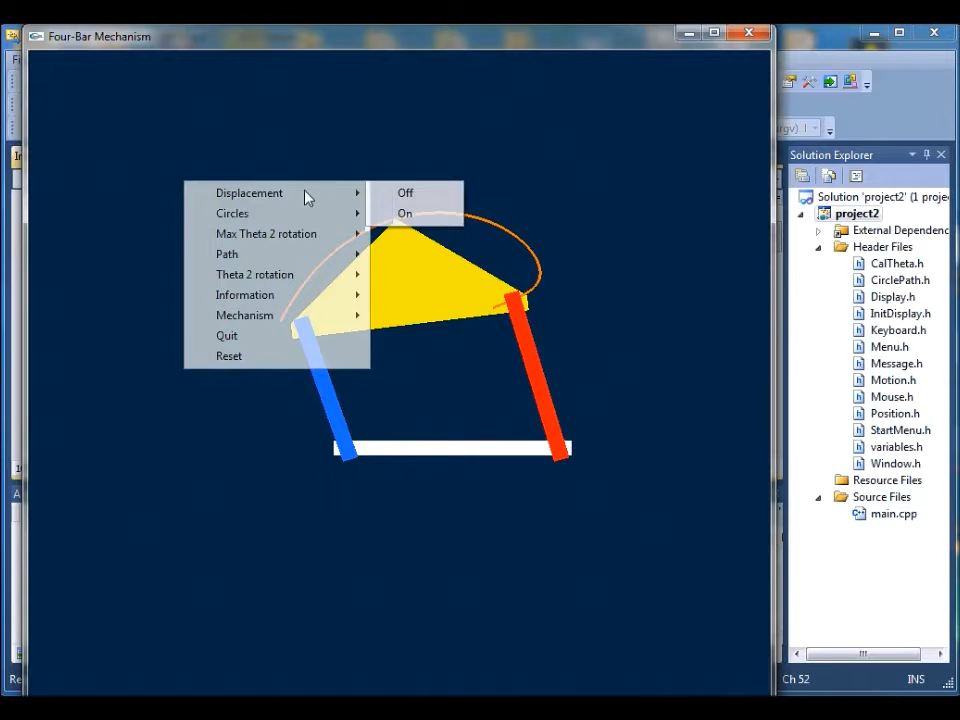 Four-Bar Mechanism
Displacement
Off
Circles
On
Max Theta 2 rotation
Path
Theta 2 rotation
Information
Mechanism
Quit
Reset
argv) I
Solution Explorer
Solution 'project2' (1 proje
project2
External Dependenc
Header Files
CalTheta.h
CirclePath.h
Display.h
InitDisplay.h
Keyboard.h
Menu.h
Message.h
Motion.h
Mouse.h
Position.h
StartMenu.h
variables.h
Window.h
Resource Files
Source Files
main.cpp
Re
Ch 52
INS